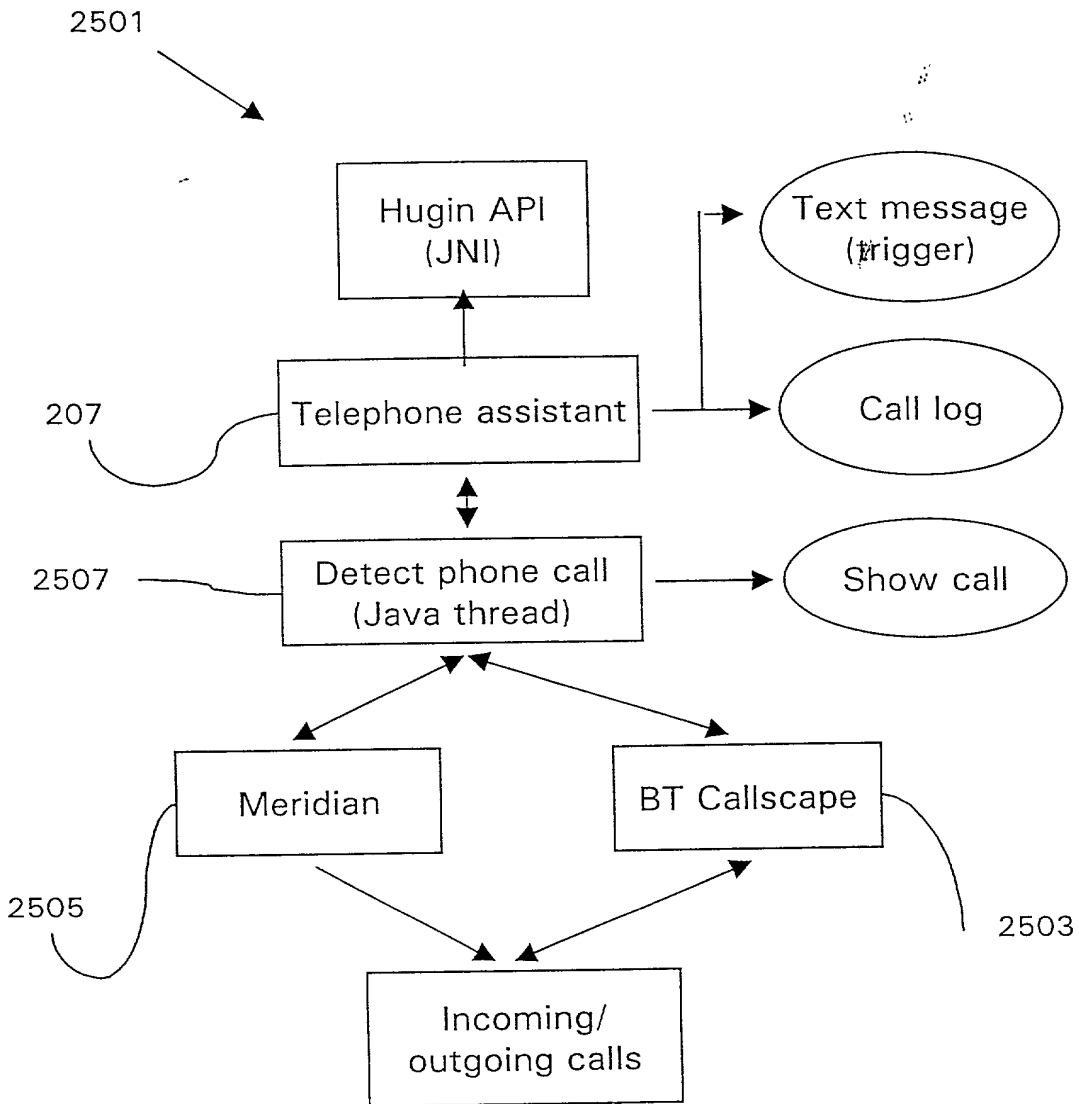 2501
Hugin API
(JNI)
Text message
(trigger)
207
Telephone assistant
Call log
2507
Detect phone call
(Java thread)
Show call
Meridian
BT Callscape
2505
2503
Incoming/
outgoing calls